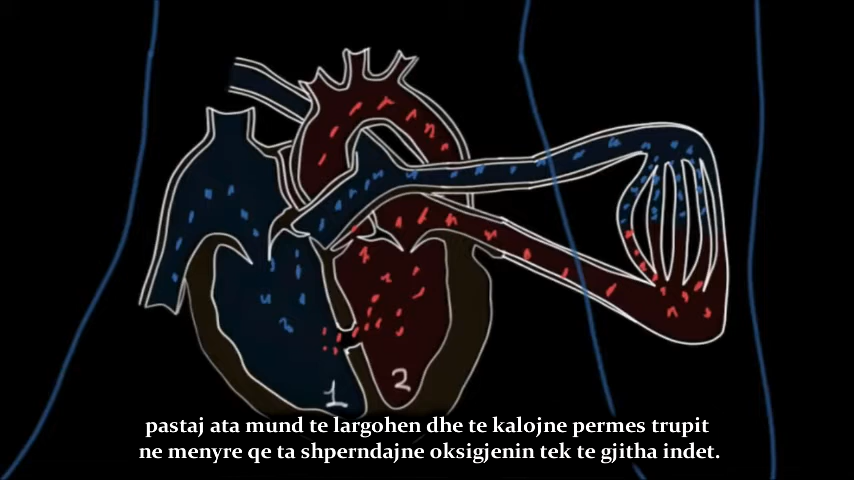 1
2
pastaj ata mund te largohen dhe te kalojne permes trupit
ne menyre qe ta shperndajne oksigjenin tek te gjitha indet.